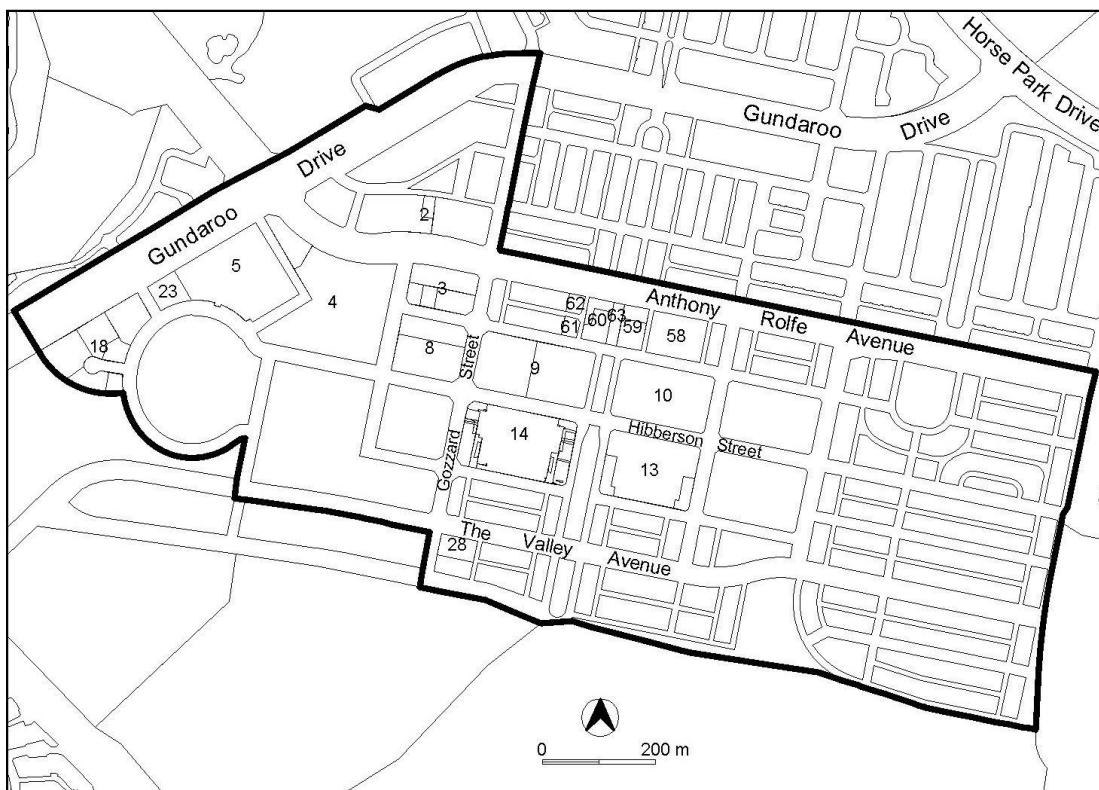 Horse Park Drive
Gundaroo Drive
Gundaroo Drive
2
5
23
4
3
62
61
60
63
59
58
Anthony Rolfe Avenue
18
8
Gozzard Street
9
10
14
Hibberson Street
13
The Valley Avenue
28
0 200 m